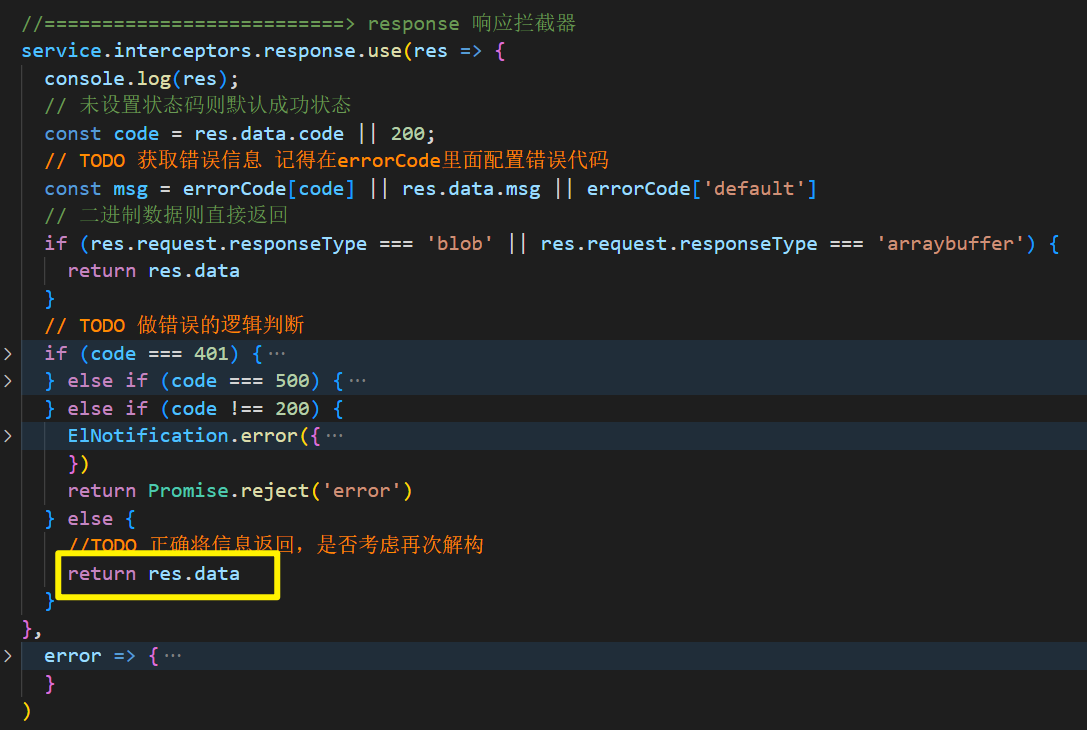 //==========================> response 响应拦截器
service.interceptors.response.use(res => {
console.log(res);
// 未设置状态码则默认成功状态
const code = res.data.code || 200;
// TODO 获取错误信息 记得在errorCode里面配置错误代码
const msg = errorCode[code] || res.data.msg || errorCode['default']
// 二进制数据则直接返回
if (res.request.responseType === 'blob' || res.request.responseType === 'arraybuffer') {
return res.data
}
// TODO 做错误的逻辑判断
if (code === 401) {…
} else if (code === 500) {…
} else if (code !== 200) {
ElNotification.error({…
})
return Promise.reject('error')
} else {
//TODO 正确将信息返回，是否考虑再次解构
return res.data
}
},
error => {…
}
)